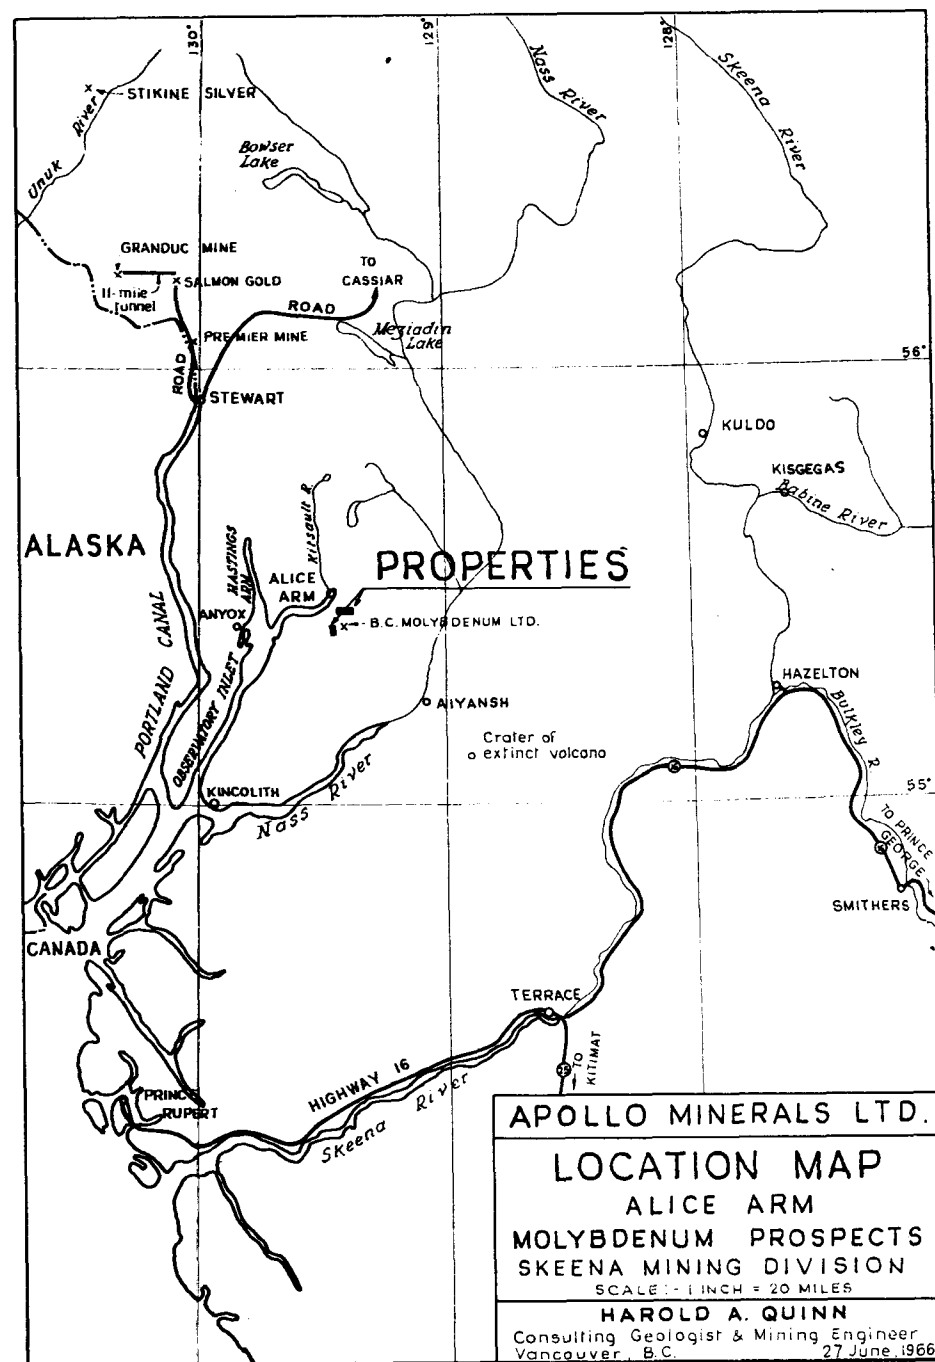 130°
129°
128°
STIKINE SILVER
Unuk River
Bowser
Lake
Nass River
Skeena River
GRANDUC MINE
SALMON GOLD
11-mile
tunnel
TO
CASSIAR
ROAD
Meziadin
Lake
PREMIER MINE
ROAD
56°
STEWART
KULDO
KISGEGAS
Babine River
ALASKA
Kitsault R.
HASTINGS
ARM
ALICE
ARM
PROPERTIES
ANYOX
B.C. MOLYBDENUM LTD.
PORTLAND CANAL
OBSERVATORY INLET
HAZELTON
AIYANSH
Bulkley R
Crater of
extinct volcano
16
55°
KINCOLITH
Nass River
TO PRINCE
GEORGE
16
SMITHERS
CANADA
TERRACE
25
TO
KITIMAT
HIGHWAY 16
PRINCE
RUPERT
Skeena River
APOLLO MINERALS LTD.
LOCATION MAP
ALICE ARM
MOLYBDENUM PROSPECTS
SKEENA MINING DIVISION
SCALE:- 1 INCH = 20 MILES
HAROLD A. QUINN
Consulting Geologist & Mining Engineer
Vancouver, B.C. 27 June, 1966